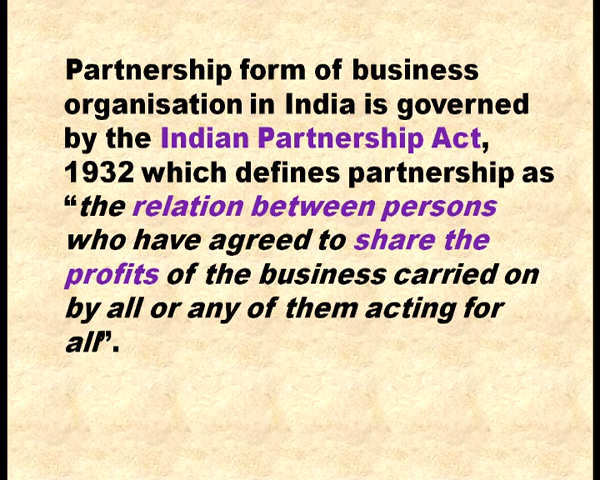 Partnership form of business
organisation in India is governed
by the Indian Partnership Act,
1932 which defines partnership as
“the relation between persons
who have agreed to share the
profits of the business carried on
by all or any of them acting for
all”.